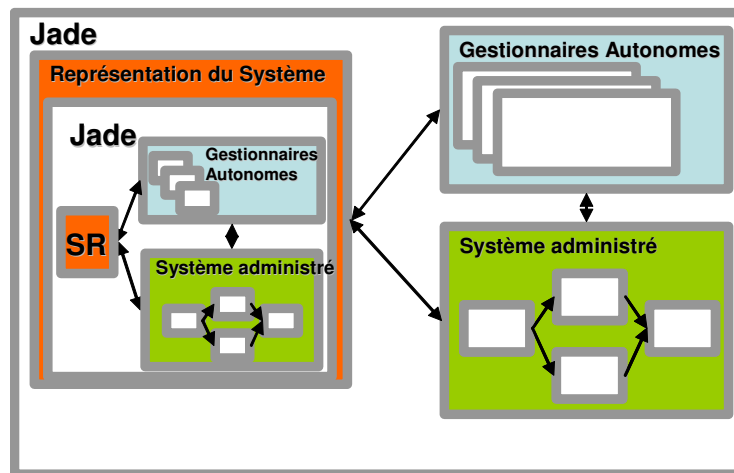 Jade
Représentation du Système
Jade
Gestionnaires
Autonomes
SR
Système administré
Gestionnaires Autonomes
Système administré